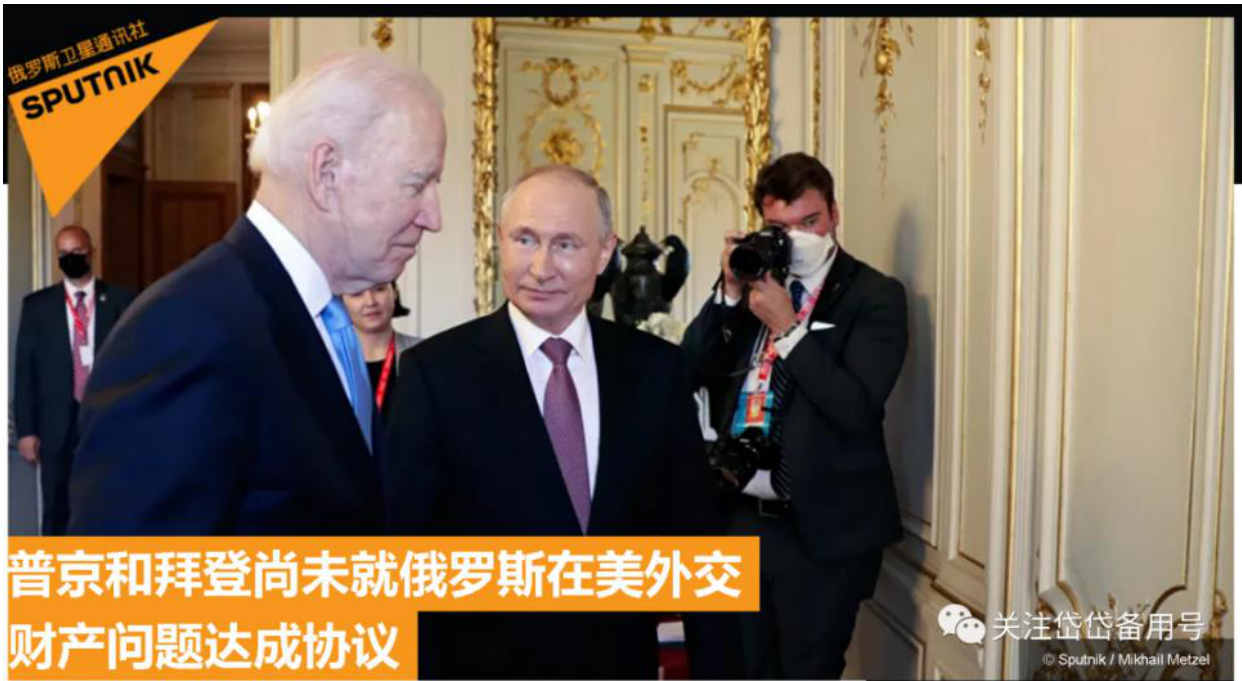 俄罗斯卫星通讯社
SPUTNIK
普京和拜登尚未就俄罗斯在美外交
财产问题达成协议
关注岱岱备用号
© Sputnik / Mikhail Metzel